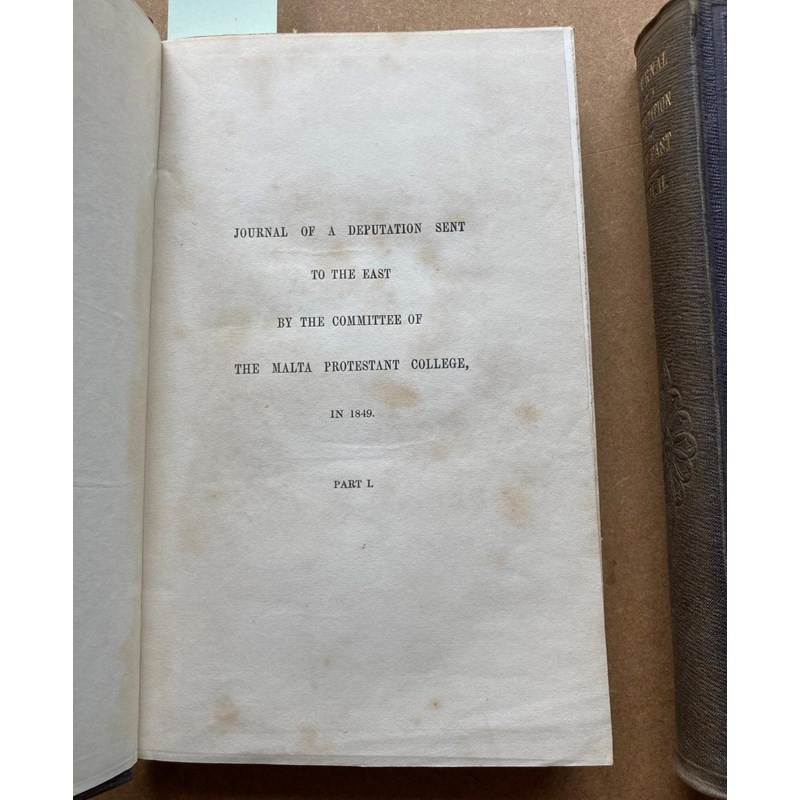 JOURNAL OF A DEPUTATION SENT
TO THE EAST
BY THE COMMITTEE OF
THE MALTA PROTESTANT COLLEGE,
IN 1849.
PART I.